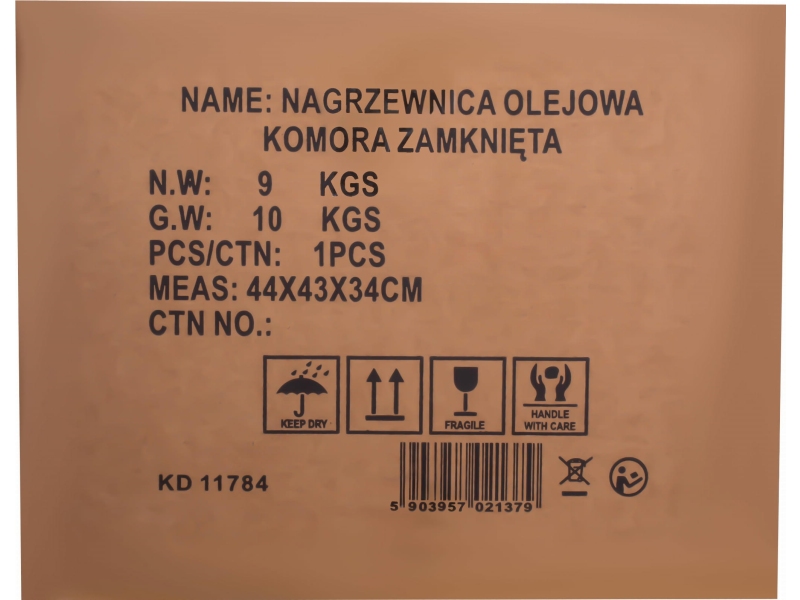 NAME: NAGRZEWNICA OLEJOWA
KOMORA ZAMKNIĘTA
N.W: 9 KGS
G.W: 10 KGS
PCS/CTN: 1PCS
MEAS: 44X43X34CM
CTN NO.:
KEEP DRY
FRAGILE
HANDLE
WITH CARE
KD 11784
5 903957 021379